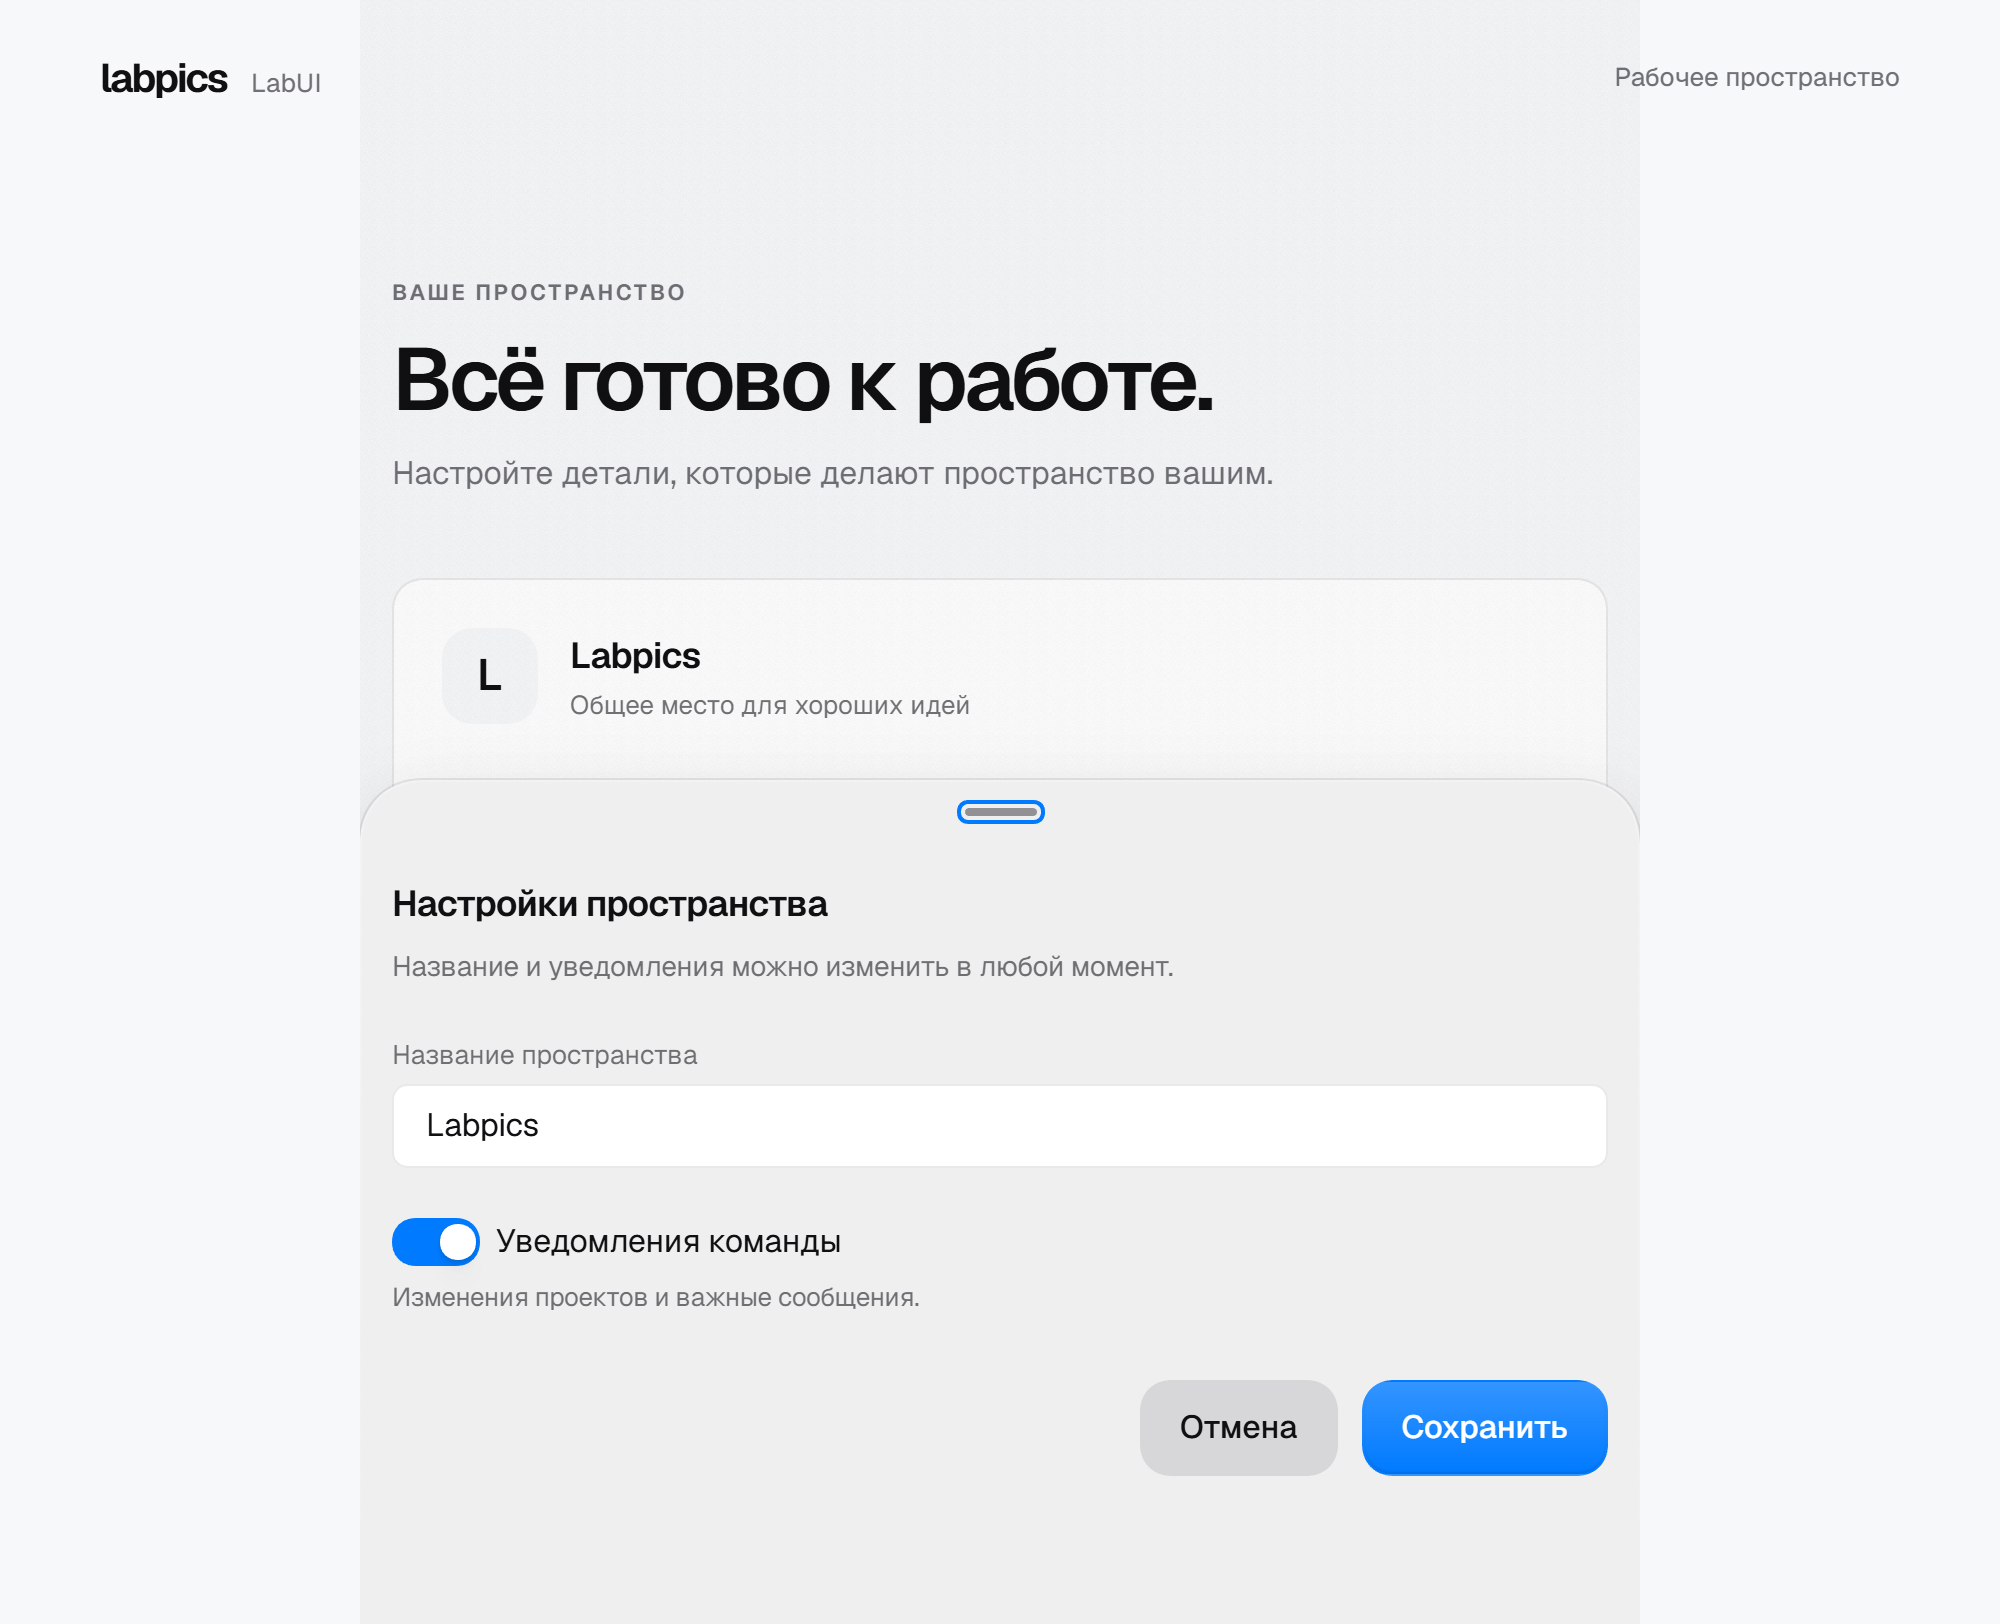 labpics LabUI
Рабочее пространство
ВАШЕ ПРОСТРАНСТВО
Всё готово к работе.
Настройте детали, которые делают пространство вашим.
L
Labpics
Общее место для хороших идей
Настройки пространства
Название и уведомления можно изменить в любой момент.
Название пространства
Labpics
Уведомления команды
Изменения проектов и важные сообщения.
Отмена
Сохранить